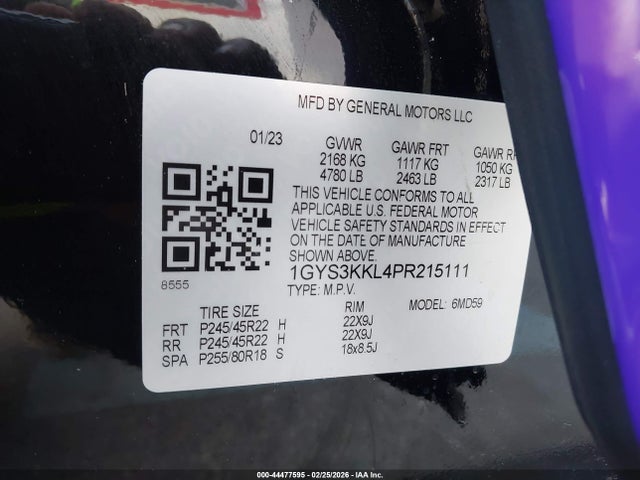 MFD BY GENERAL MOTORS LLC
01/23 GVWR GAWR FRT GAWR
2168 KG 1117 KG 1050 KG
4780 LB 2463 LB 2317 LB
THIS VEHICLE CONFORMS TO ALL
APPLICABLE U.S. FEDERAL MOTOR
VEHICLE SAFETY STANDARDS IN EFFECT
ON THE DATE OF MANUFACTURE
SHOWN ABOVE.
1GYS3KKL4PR215111
8555
TYPE: M.P.V.
TIRE SIZE RIM MODEL: 6MD59
FRT P245/45R22 H 22X9J
RR P245/45R22 H 22X9J
SPA P255/80R18 S 18x8.5J
000-44477595 - 02/25/2026 - IAA Inc.